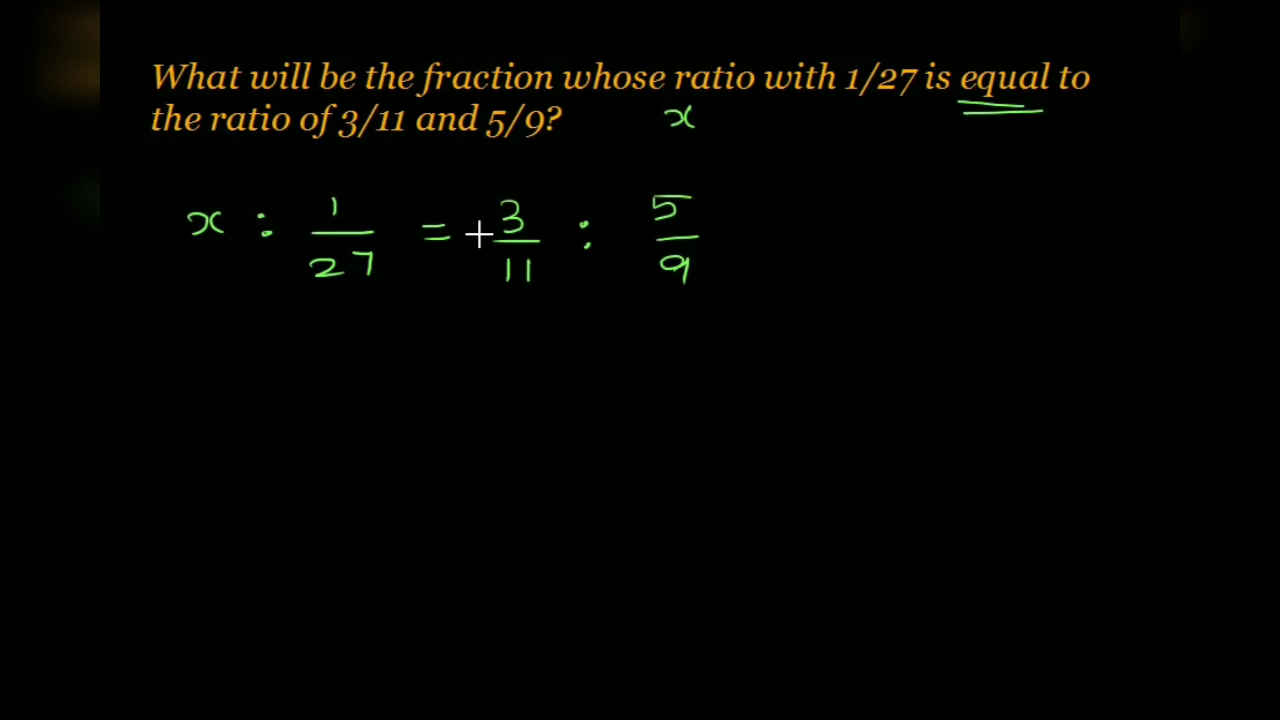 What will be the fraction whose ratio with 1/27 is equal to
the ratio of 3/11 and 5/9?
x
x : 1/27 = 3/11 : 5/9